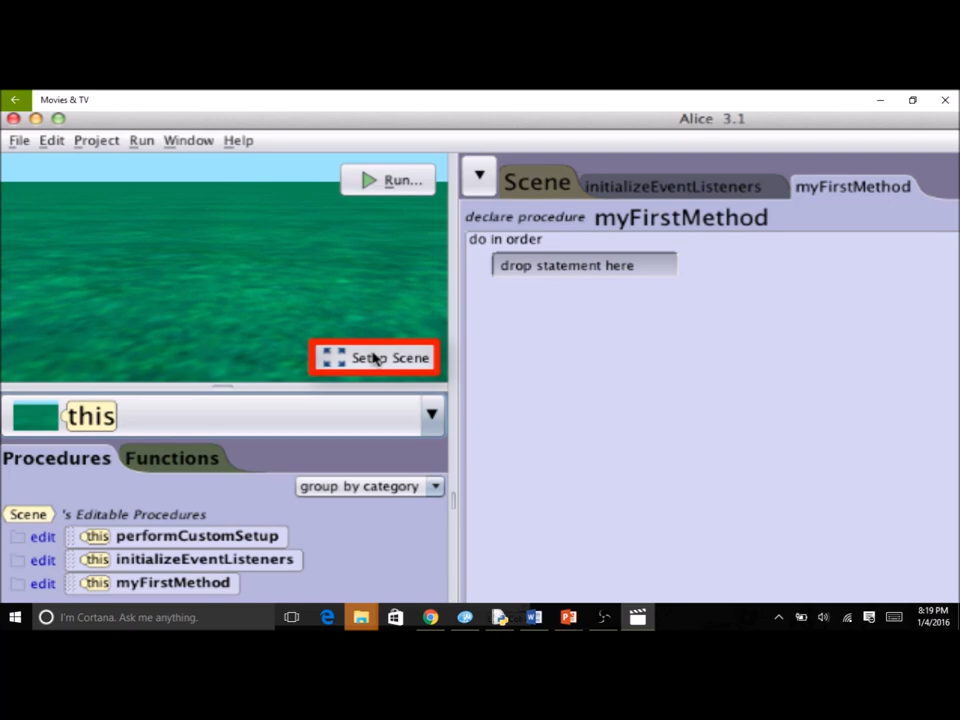 Movies & TV
Alice 3.1
File Edit Project Run Window Help
Run...
Scene initializeEventListeners myFirstMethod
declare procedure myFirstMethod
do in order
drop statement here
Setup Scene
this
Procedures Functions
group by category
Scene 's Editable Procedures
edit this performCustomSetup
edit this initializeEventListeners
edit this myFirstMethod
I'm Cortana. Ask me anything.
8:19 PM
1/4/2016